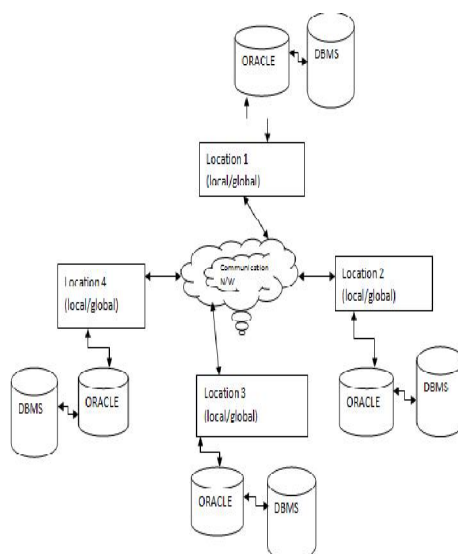 ORACLE
DBMS
Location 1
(local/global)
Communication
N/W
Location 4
(local/global)
Location 2
(local/global)
Location 3
(local/global)
DBMS
ORACLE
ORACLE
DBMS
ORACLE
DBMS